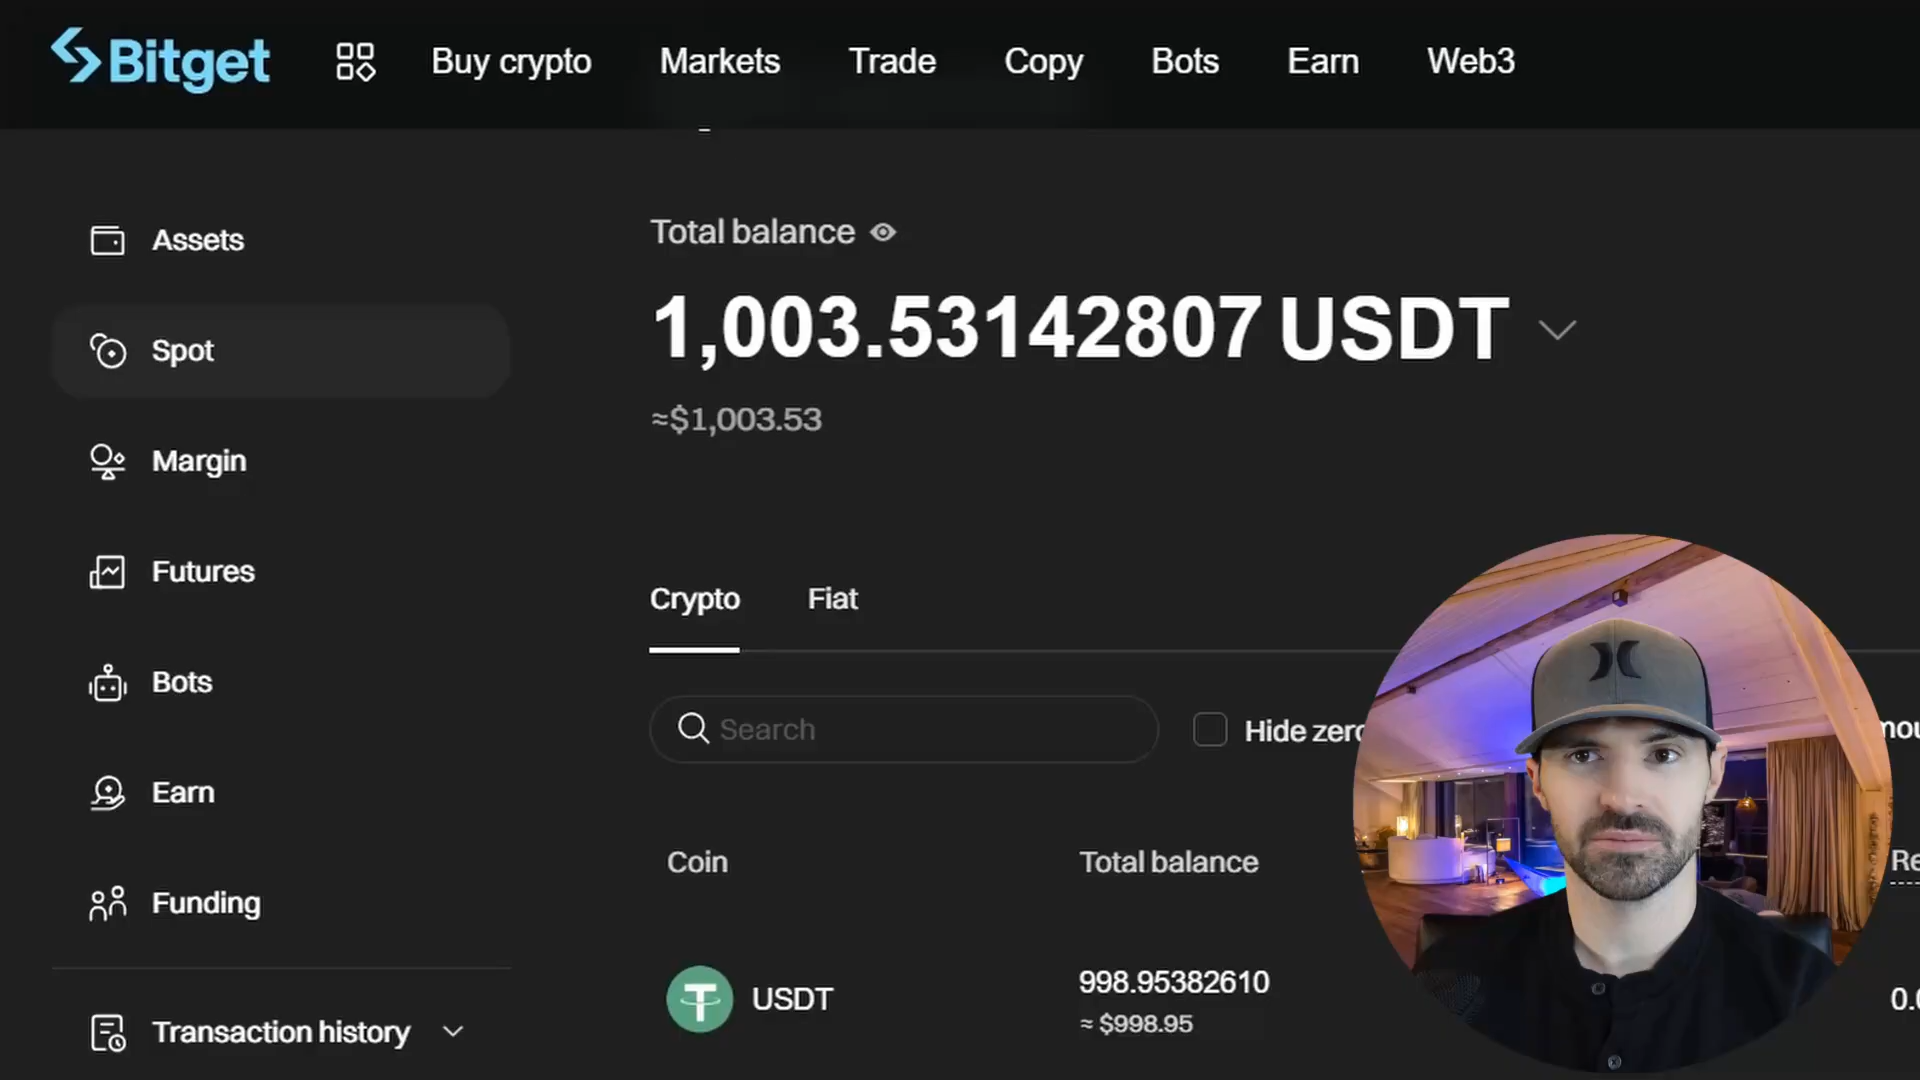 Bitget
Buy crypto
Markets
Trade
Copy
Bots
Earn
Web3
Assets
Spot
Margin
Futures
Bots
Earn
Funding
Transaction history
Total balance
1,003.53142807 USDT
≈$1,003.53
Crypto
Fiat
Search
Hide zero
Coin
Total balance
USDT
998.95382610
≈ $998.95